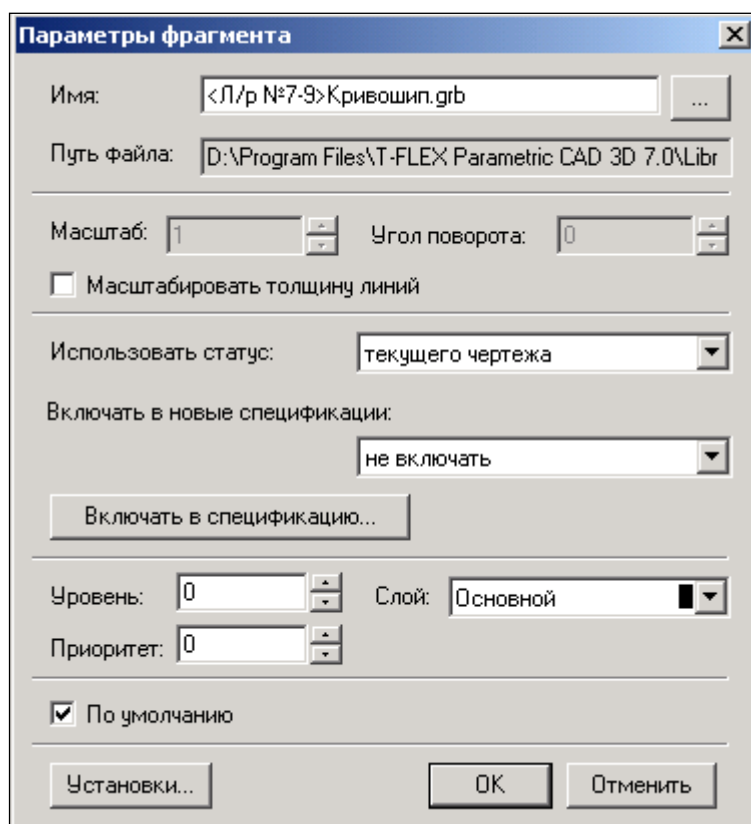 Параметры фрагмента
Имя: <Л/р №7-9>Кривошип.grb ...
Путь файла: D:\Program Files\T-FLEX Parametric CAD 3D 7.0\Libr
Масштаб: 1 Угол поворота: 0
Масштабировать толщину линий
Использовать статус: текущего чертежа
Включать в новые спецификации:
не включать
Включать в спецификацию...
Уровень: 0 Слой: Основной
Приоритет: 0
По умолчанию
Установки... OK Отменить